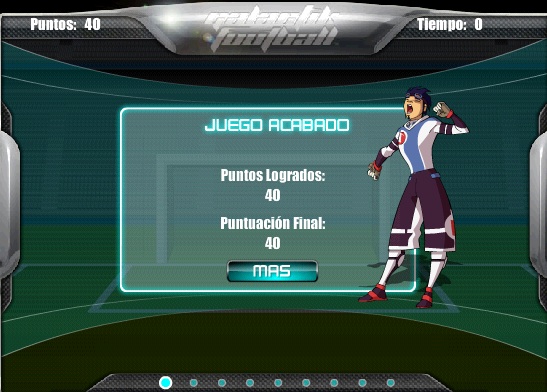 Puntos: 40
galactik
football
Tiempo: 0
JUEGO ACABADO
Puntos Logrados:
40
Puntuación Final:
40
MAS